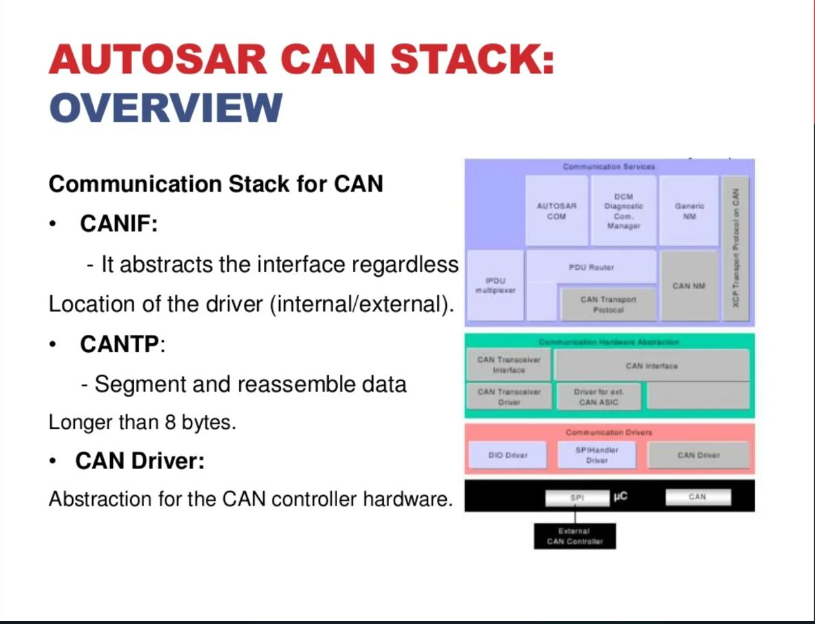 AUTOSAR CAN STACK:
OVERVIEW
Communication Stack for CAN
• CANIF:
- It abstracts the interface regardless
Location of the driver (internal/external).
• CANTP:
- Segment and reassemble data
Longer than 8 bytes.
• CAN Driver:
Abstraction for the CAN controller hardware.
Communication Services
AUTOSAR
COM
DCM
Diagnostic
Com.
Manager
Generic
NM
XCP Transport Protocol on CAN
IPDU
multiplexer
PDU Router
CAN Transport
Protocol
CAN NM
Communication Hardware Abstraction
CAN Transceiver
Interface
CAN Interface
CAN Transceiver
Driver
Driver for ext.
CAN ASIC
Communication Drivers
DIO Driver
SPIHandler
Driver
CAN Driver
SPI
µC
CAN
External
CAN Controller